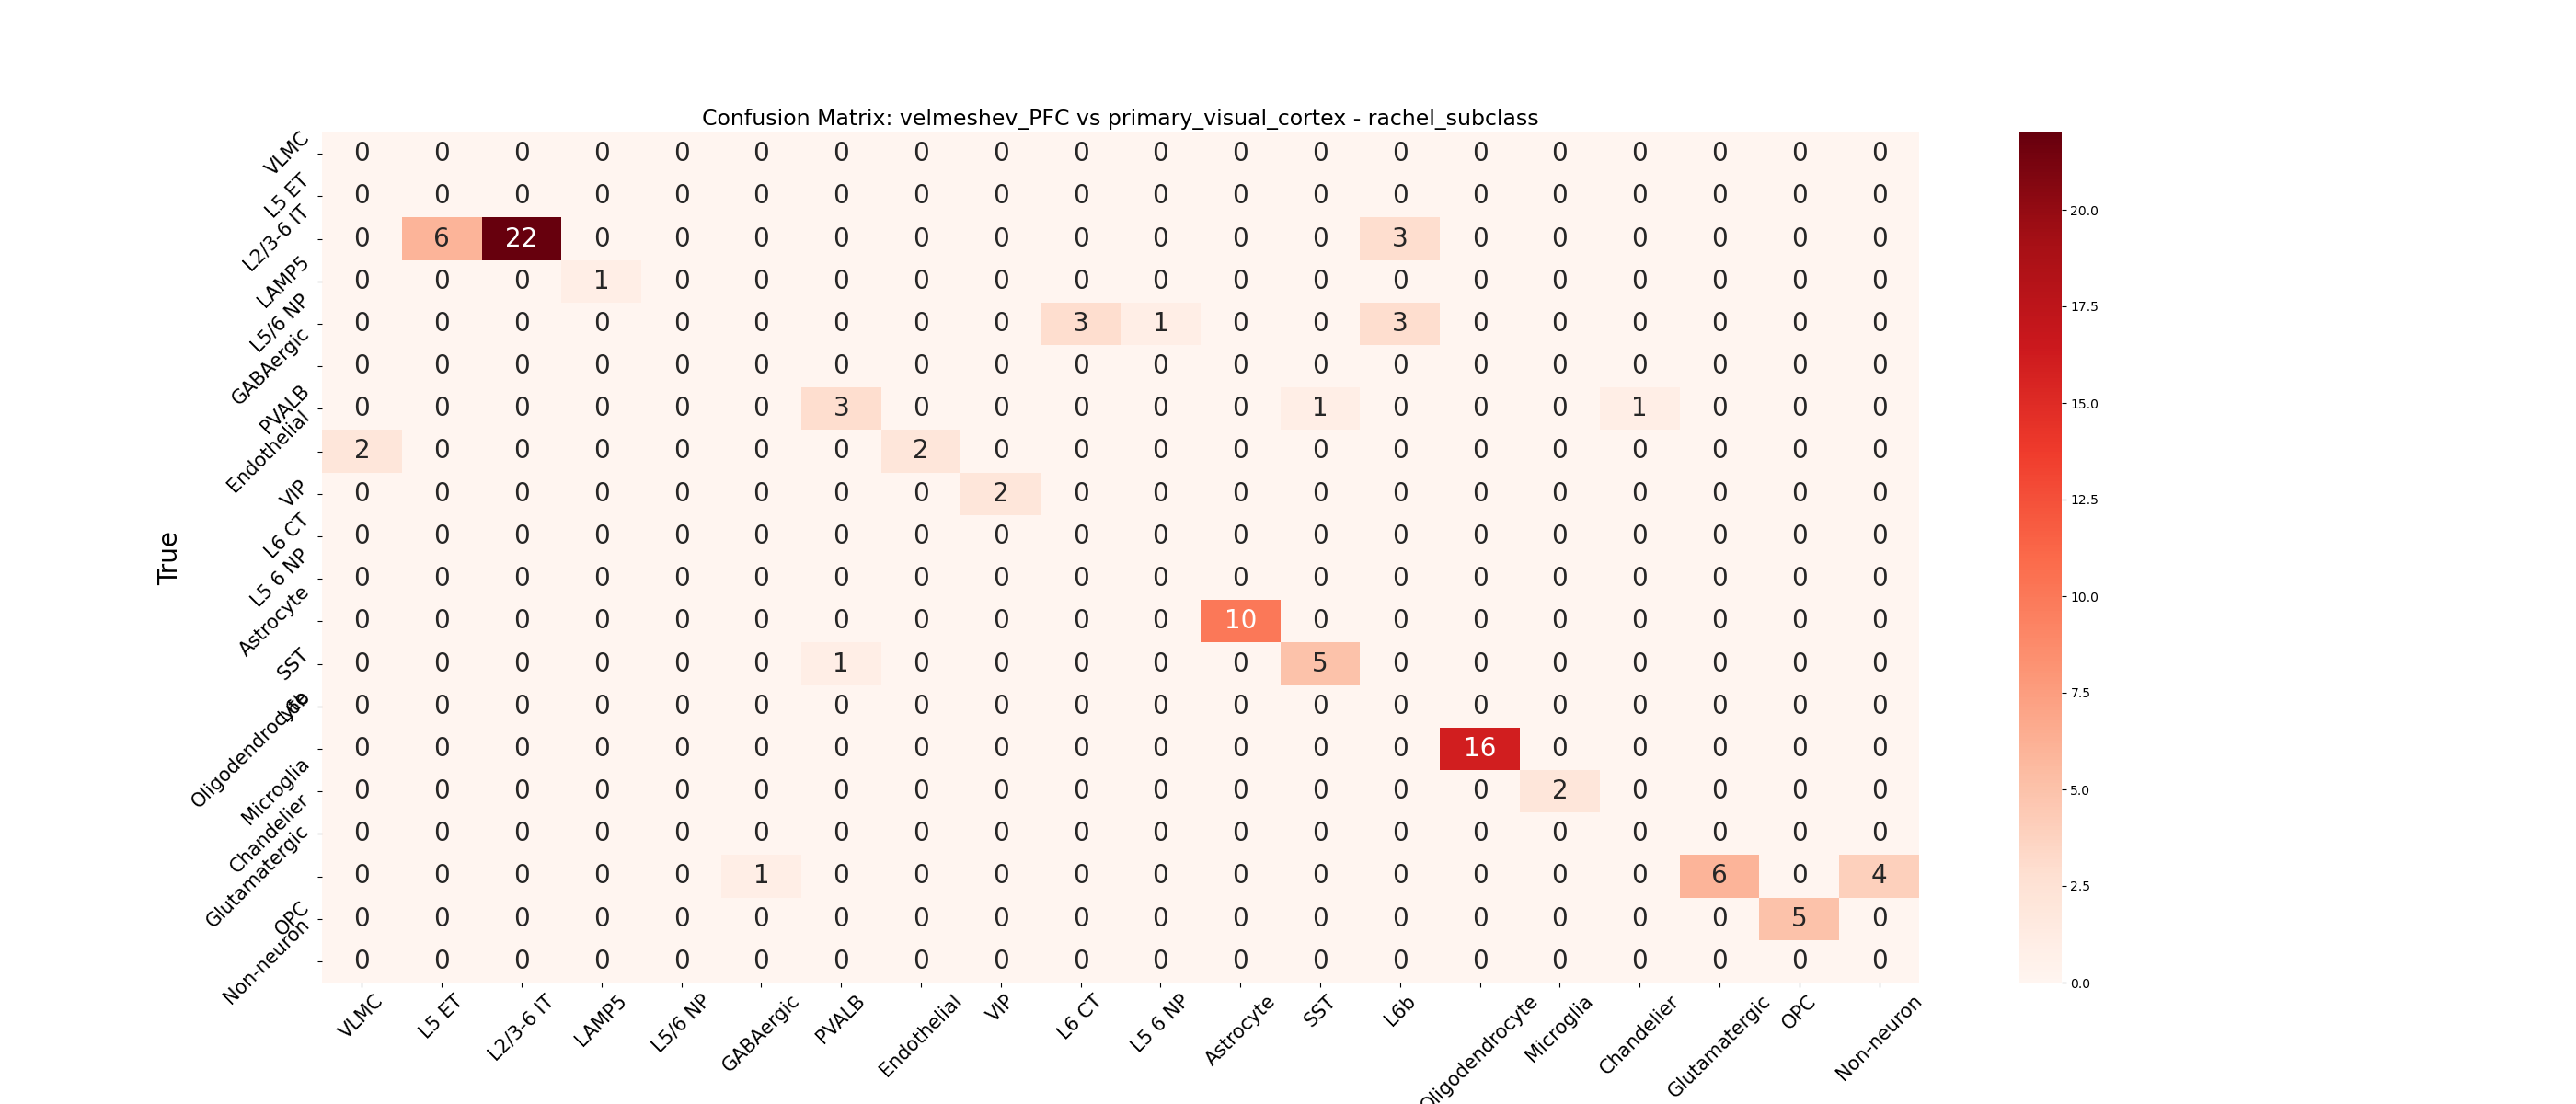 Confusion Matrix: velmeshev_PFC vs primary_visual_cortex - rachel_subclass
True
VLMC 0 0 0 0 0 0 0 0 0 0 0 0 0 0 0 0 0 0 0 0
L5 ET 0 0 0 0 0 0 0 0 0 0 0 0 0 0 0 0 0 0 0 0
L2/3-6 IT 0 6 22 0 0 0 0 0 0 0 0 0 0 3 0 0 0 0 0 0
LAMP5 0 0 0 1 0 0 0 0 0 0 0 0 0 0 0 0 0 0 0 0
L5/6 NP 0 0 0 0 0 0 0 0 0 3 1 0 0 3 0 0 0 0 0 0
GABAergic 0 0 0 0 0 0 0 0 0 0 0 0 0 0 0 0 0 0 0 0
PVALB 0 0 0 0 0 0 3 0 0 0 0 0 1 0 0 0 1 0 0 0
Endothelial 2 0 0 0 0 0 0 2 0 0 0 0 0 0 0 0 0 0 0 0
VIP 0 0 0 0 0 0 0 0 2 0 0 0 0 0 0 0 0 0 0 0
L6 CT 0 0 0 0 0 0 0 0 0 0 0 0 0 0 0 0 0 0 0 0
L5 6 NP 0 0 0 0 0 0 0 0 0 0 0 0 0 0 0 0 0 0 0 0
Astrocyte 0 0 0 0 0 0 0 0 0 0 0 10 0 0 0 0 0 0 0 0
SST 0 0 0 0 0 0 1 0 0 0 0 0 5 0 0 0 0 0 0 0
L6b 0 0 0 0 0 0 0 0 0 0 0 0 0 0 0 0 0 0 0 0
Oligodendrocyte 0 0 0 0 0 0 0 0 0 0 0 0 0 0 16 0 0 0 0 0
Microglia 0 0 0 0 0 0 0 0 0 0 0 0 0 0 0 2 0 0 0 0
Chandelier 0 0 0 0 0 0 0 0 0 0 0 0 0 0 0 0 0 0 0 0
Glutamatergic 0 0 0 0 0 1 0 0 0 0 0 0 0 0 0 0 0 6 0 4
OPC 0 0 0 0 0 0 0 0 0 0 0 0 0 0 0 0 0 0 5 0
Non-neuron 0 0 0 0 0 0 0 0 0 0 0 0 0 0 0 0 0 0 0 0
VLMC L5 ET L2/3-6 IT LAMP5 L5/6 NP GABAergic PVALB Endothelial VIP L6 CT L5 6 NP Astrocyte SST L6b Oligodendrocyte Microglia Chandelier Glutamatergic OPC Non-neuron
20.0
17.5
15.0
12.5
10.0
7.5
5.0
2.5
0.0